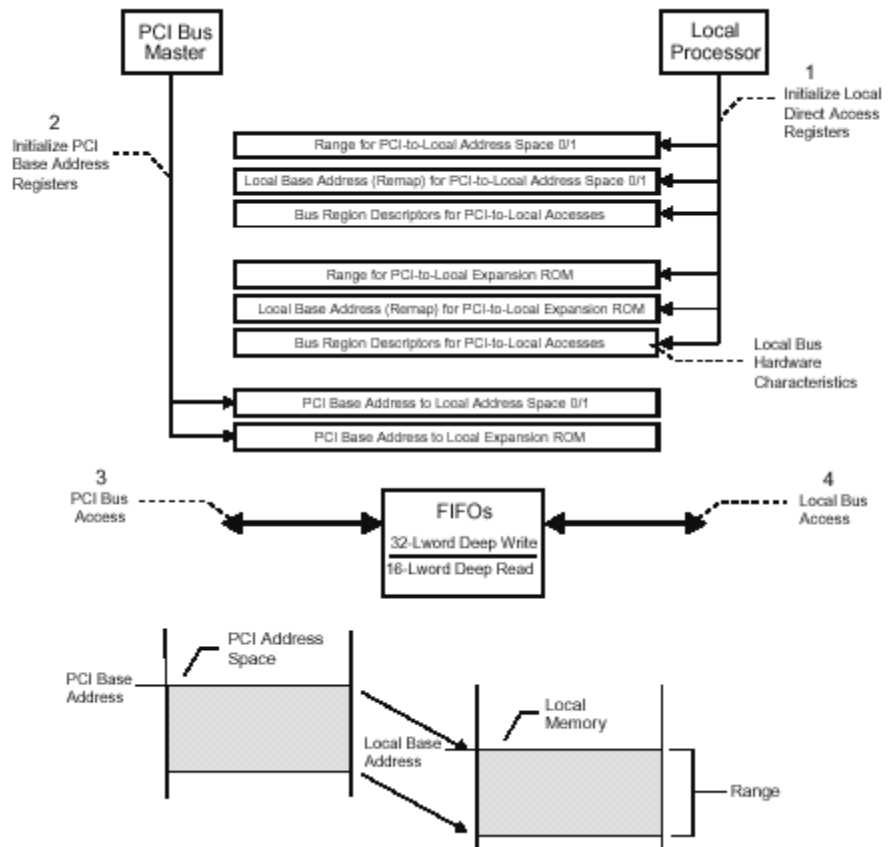 PCI Bus
Master
Local
Processor
1
Initialize Local
Direct Access
Registers
2
Initialize PCI
Base Address
Registers
Range for PCI-to-Local Address Space 0/1
Local Base Address (Remap) for PCI-to-Local Address Space 0/1
Bus Region Descriptors for PCI-to-Local Accesses
Range for PCI-to-Local Expansion ROM
Local Base Address (Remap) for PCI-to-Local Expansion ROM
Bus Region Descriptors for PCI-to-Local Accesses
Local Bus
Hardware
Characteristics
PCI Base Address to Local Address Space 0/1
PCI Base Address to Local Expansion ROM
3
PCI Bus
Access
FIFOs
32-Lword Deep Write
16-Lword Deep Read
4
Local Bus
Access
PCI Address
Space
PCI Base
Address
Local
Memory
Local Base
Address
Range